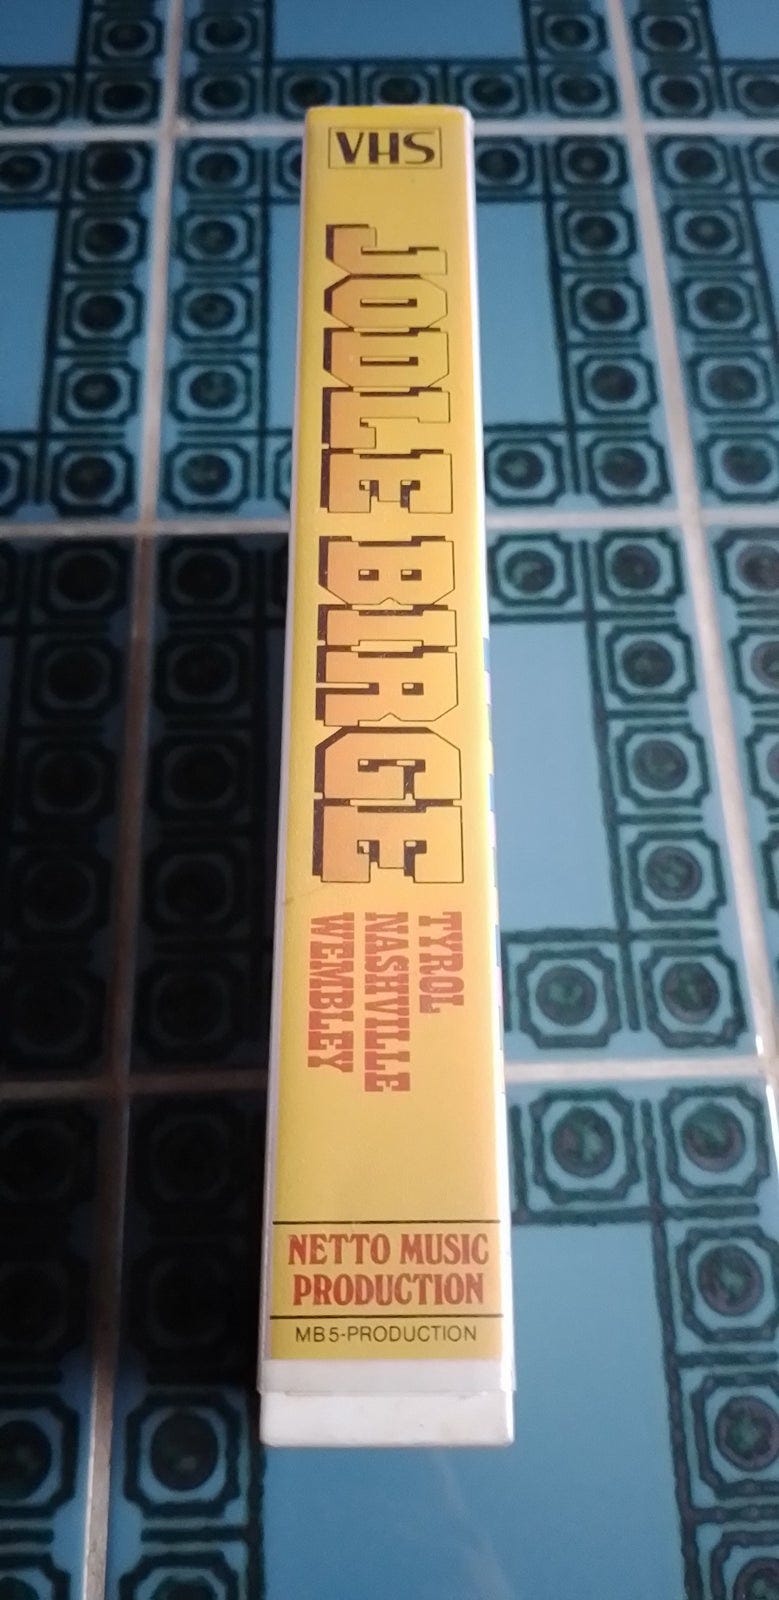 VHS
JODLE BIRGE
TYROL
NASHVILLE
WEMBLEY
NETTO MUSIC
PRODUCTION
MB5-PRODUCTION